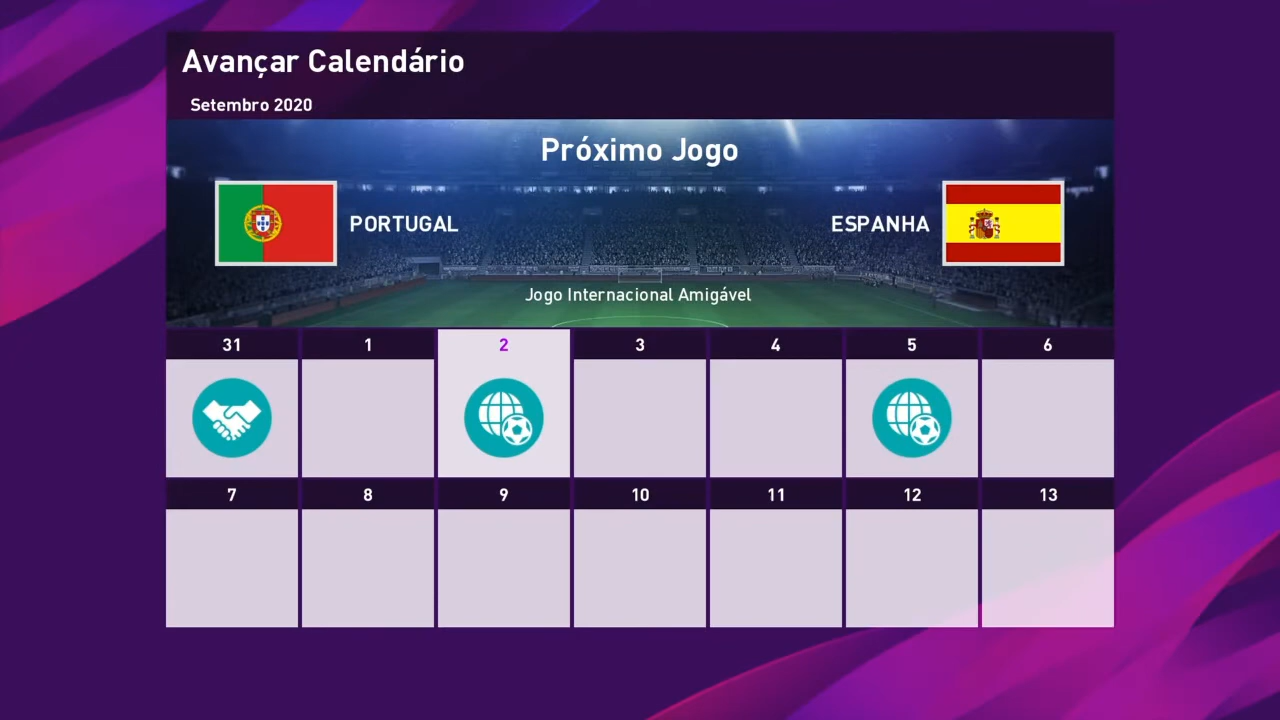 Avançar Calendário
Setembro 2020
Próximo Jogo
PORTUGAL ESPANHA
Jogo Internacional Amigável
31 1 2 3 4 5 6
7 8 9 10 11 12 13